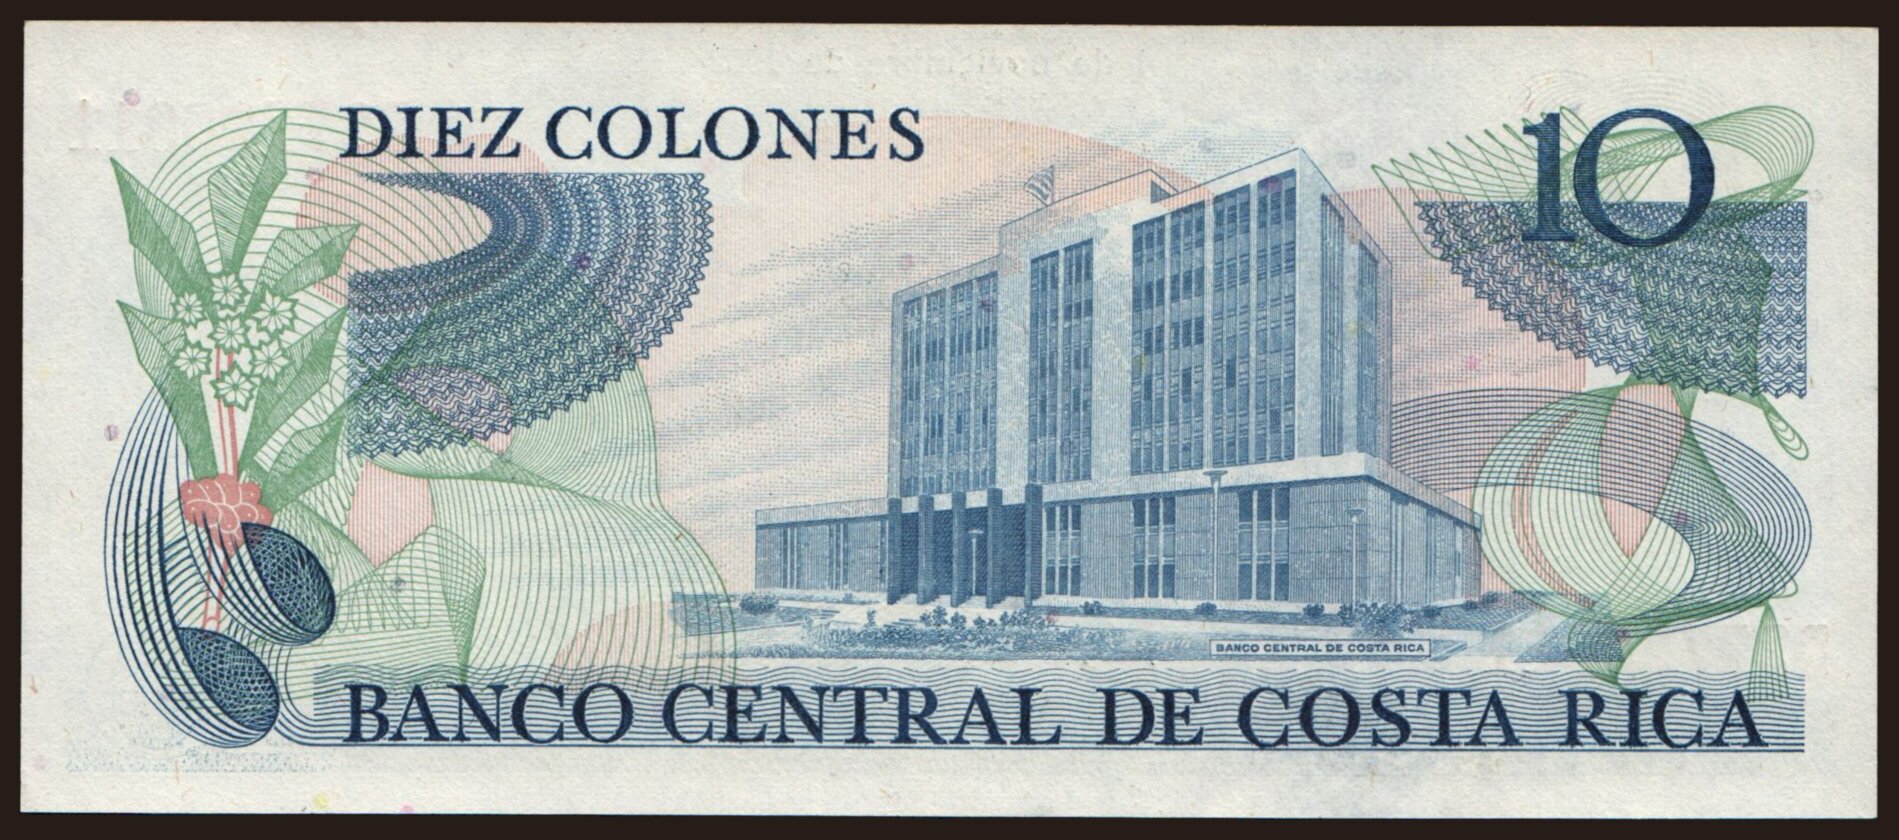 DIEZ COLONES
10
BANCO CENTRAL DE COSTA RICA
BANCO CENTRAL DE COSTA RICA